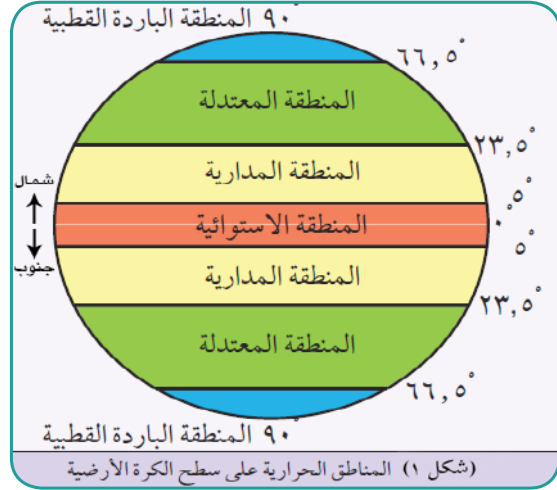 ٩٠° المنطقة الباردة القطبية
٦٦,٥°
المنطقة المعتدلة
٢٣,٥°
المنطقة المدارية
شمال
٥°
المنطقة الاستوائية
٠°
٥°
جنوب
المنطقة المدارية
٢٣,٥°
المنطقة المعتدلة
٦٦,٥°
٩٠° المنطقة الباردة القطبية
(شكل ١) المناطق الحرارية على سطح الكرة الأرضية